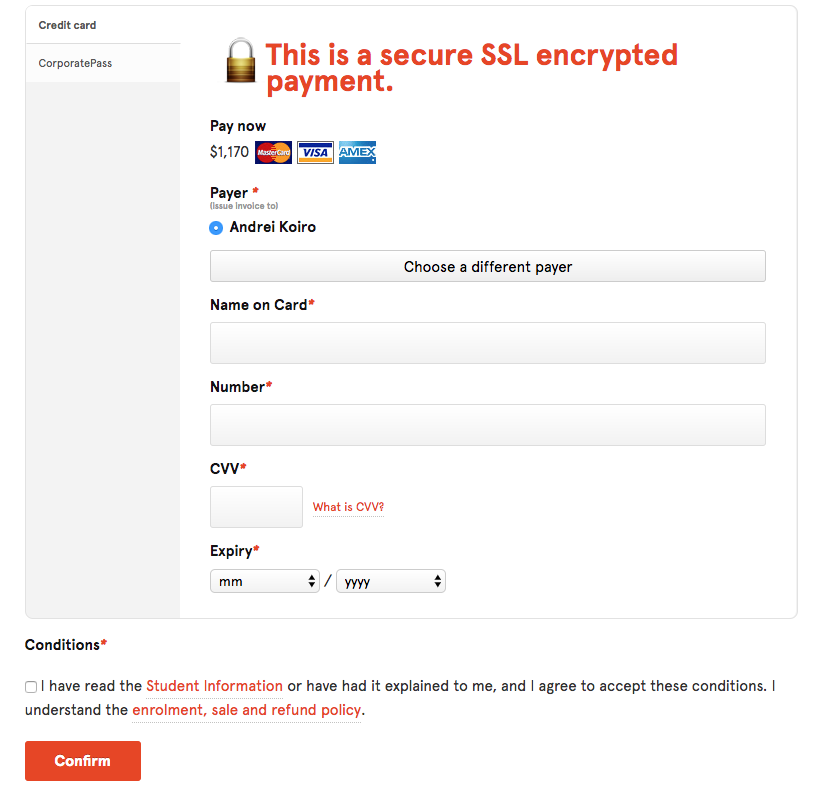 Credit card
CorporatePass
This is a secure SSL encrypted
payment.
Pay now
$1,170 MasterCard VISA AMEX
Payer *
(issue invoice to)
Andrei Koiro
Choose a different payer
Name on Card*
Number*
CVV*
What is CVV?
Expiry*
mm / yyyy
Conditions*
I have read the Student Information or have had it explained to me, and I agree to accept these conditions. I
understand the enrolment, sale and refund policy.
Confirm